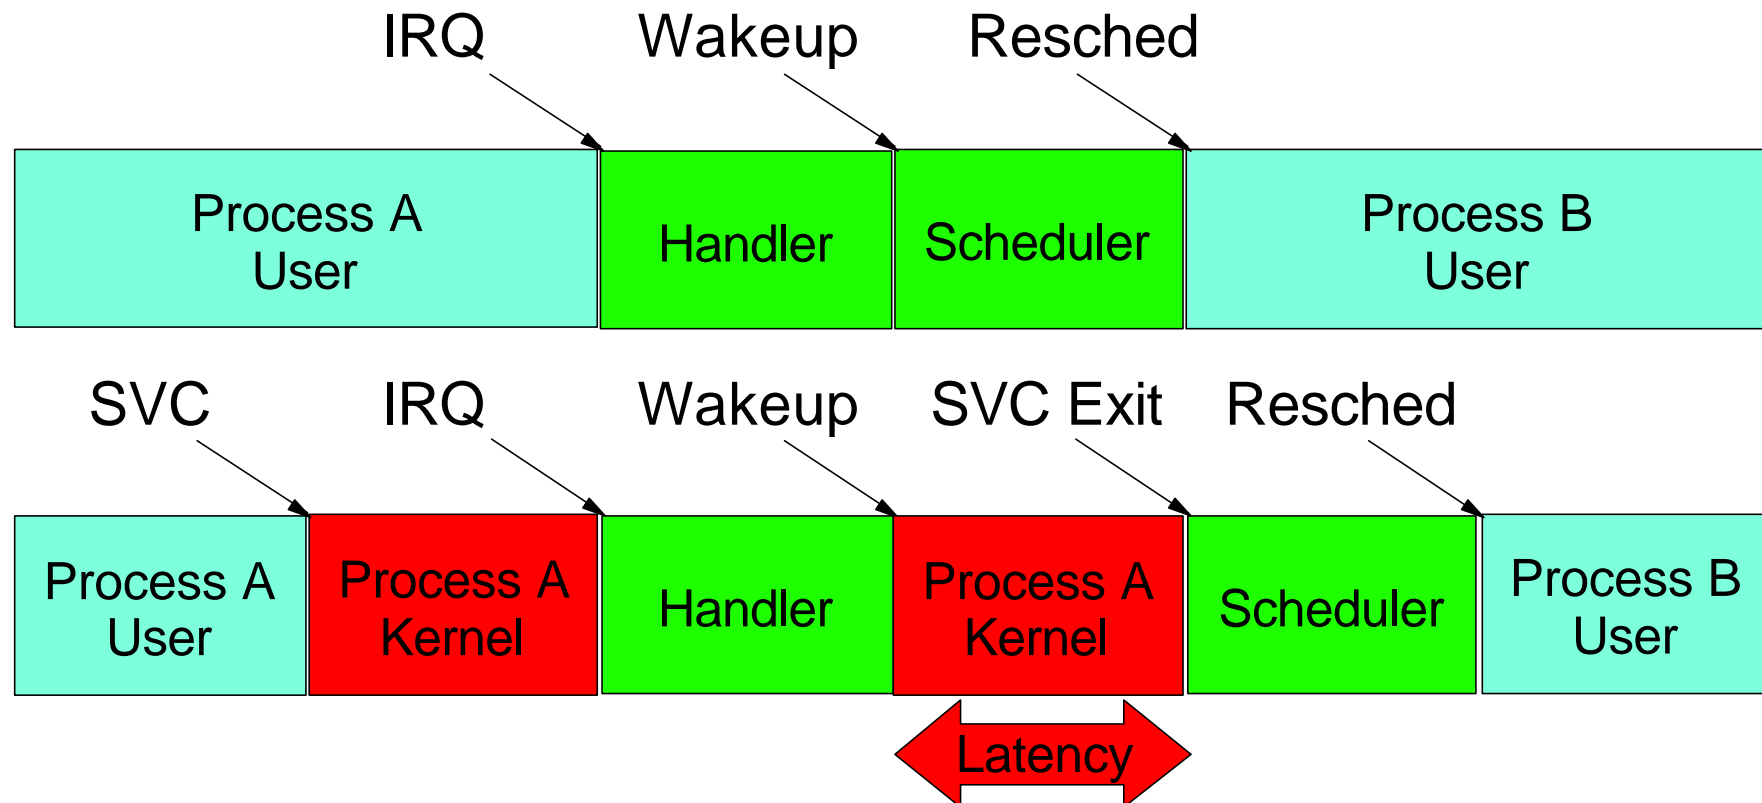 IRQ Wakeup Resched
Process A
User
Handler
Scheduler
Process B
User
SVC IRQ Wakeup SVC Exit Resched
Process A
User
Process A
Kernel
Handler
Process A
Kernel
Scheduler
Process B
User
Latency